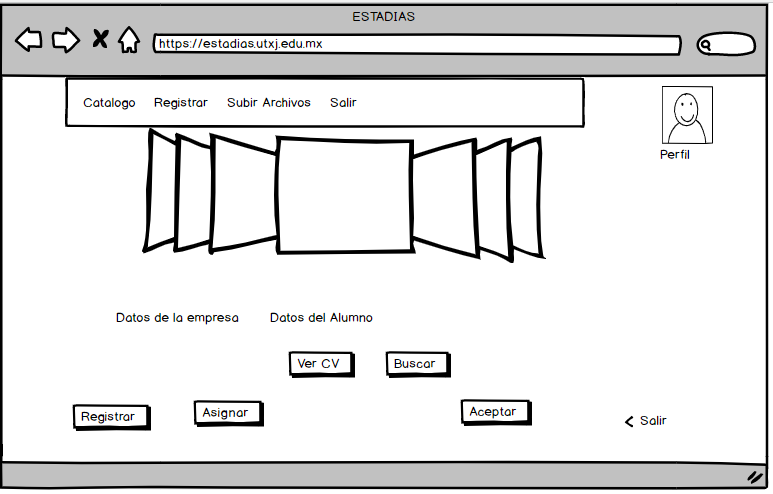 ESTADIAS
https://estadias.utxj.edu.mx
Catalogo Registrar Subir Archivos Salir
Perfil
Datos de la empresa Datos del Alumno
Ver CV Buscar
Registrar Asignar Aceptar < Salir